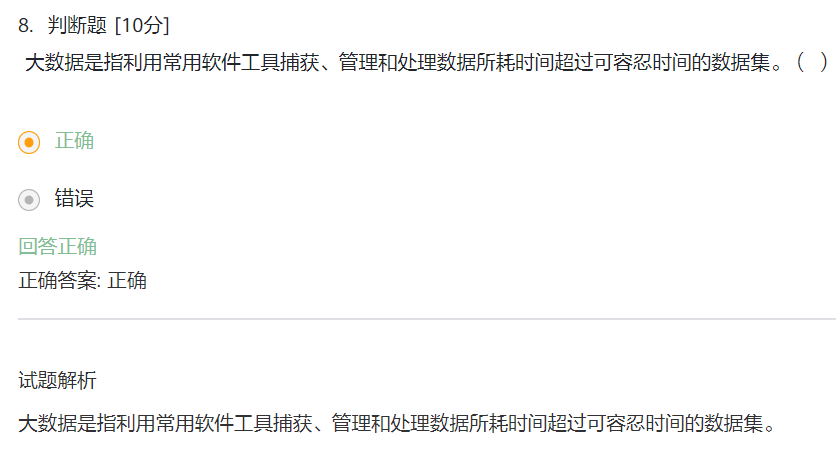 8. 判断题 [10分]
大数据是指利用常用软件工具捕获、管理和处理数据所耗时间超过可容忍时间的数据集。（ ）
正确
错误
回答正确
正确答案: 正确
试题解析
大数据是指利用常用软件工具捕获、管理和处理数据所耗时间超过可容忍时间的数据集。